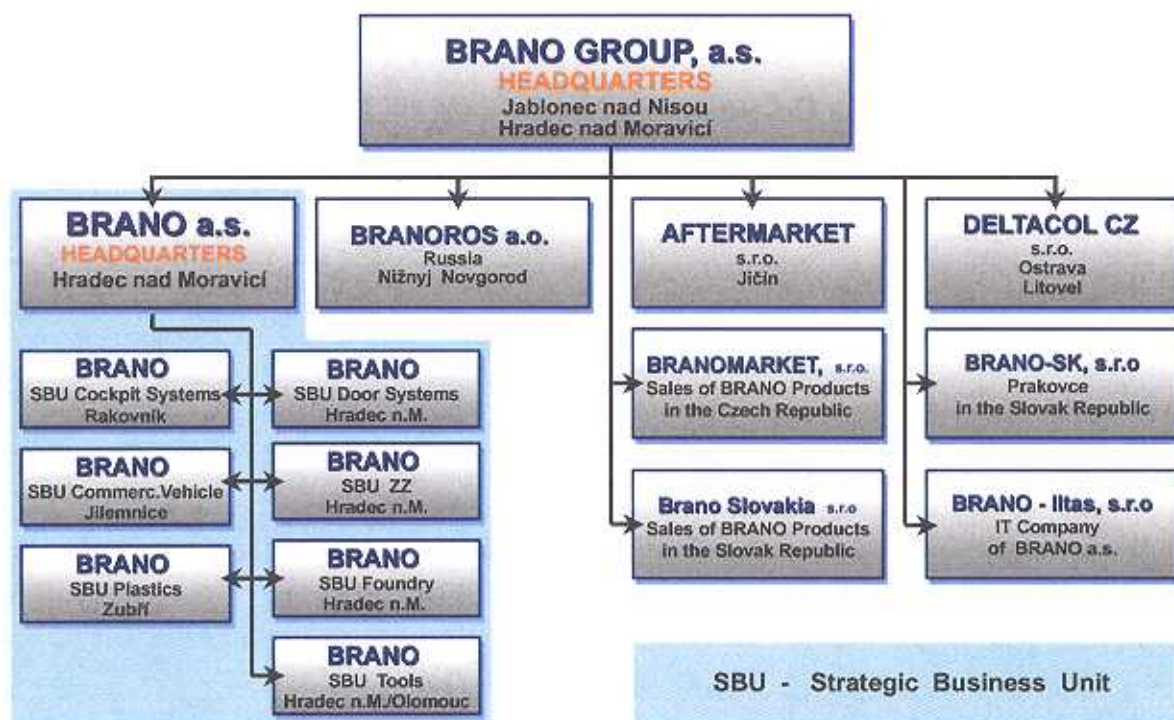 BRANO GROUP, a.s.
HEADQUARTERS
Jablonec nad Nisou
Hradec nad Moravicí
BRANO a.s.
HEADQUARTERS
Hradec nad Moravicí
BRANOROS a.o.
Russia
Nižnyj Novgorod
AFTERMARKET
s.r.o.
Jičín
DELTACOL CZ
s.r.o.
Ostrava
Litovel
BRANO
SBU Cockpit Systems
Rakovník
BRANO
SBU Door Systems
Hradec n.M.
BRANOMARKET, s.r.o.
Sales of BRANO Products
in the Czech Republic
BRANO-SK, s.r.o
Prakovce
in the Slovak Republic
BRANO
SBU Commerc.Vehicle
Jilemnice
BRANO
SBU ZZ
Hradec n.M.
Brano Slovakia s.r.o
Sales of BRANO Products
in the Slovak Republic
BRANO - Iltas, s.r.o
IT Company
of BRANO a.s.
BRANO
SBU Plastics
Zubří
BRANO
SBU Foundry
Hradec n.M.
BRANO
SBU Tools
Hradec n.M./Olomouc
SBU - Strategic Business Unit